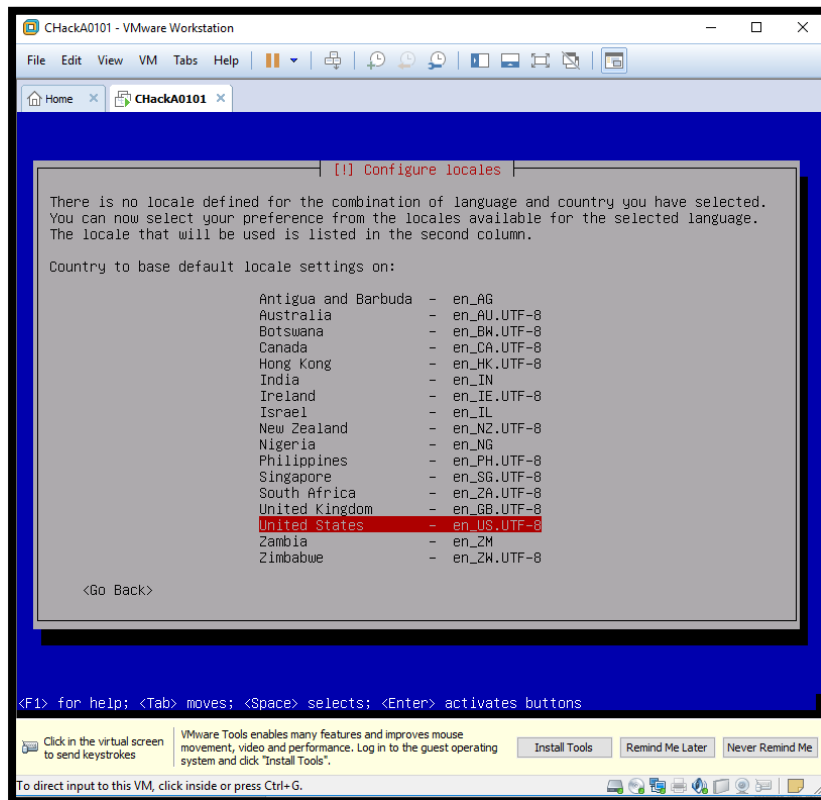 CHackA0101 - VMware Workstation
File Edit View VM Tabs Help
Home CHackA0101
[!] Configure locales
There is no locale defined for the combination of language and country you have selected.
You can now select your preference from the locales available for the selected language.
The locale that will be used is listed in the second column.
Country to base default locale settings on:
Antigua and Barbuda - en_AG
Australia - en_AU.UTF-8
Botswana - en_BW.UTF-8
Canada - en_CA.UTF-8
Hong Kong - en_HK.UTF-8
India - en_IN
Ireland - en_IE.UTF-8
Israel - en_IL
New Zealand - en_NZ.UTF-8
Nigeria - en_NG
Philippines - en_PH.UTF-8
Singapore - en_SG.UTF-8
South Africa - en_ZA.UTF-8
United Kingdom - en_GB.UTF-8
United States - en_US.UTF-8
Zambia - en_ZM
Zimbabwe - en_ZW.UTF-8
<Go Back>
<F1> for help; <Tab> moves; <Space> selects; <Enter> activates buttons
Click in the virtual screen
to send keystrokes
VMware Tools enables many features and improves mouse
movement, video and performance. Log in to the guest operating
system and click "Install Tools".
Install Tools Remind Me Later Never Remind Me
To direct input to this VM, click inside or press Ctrl+G.